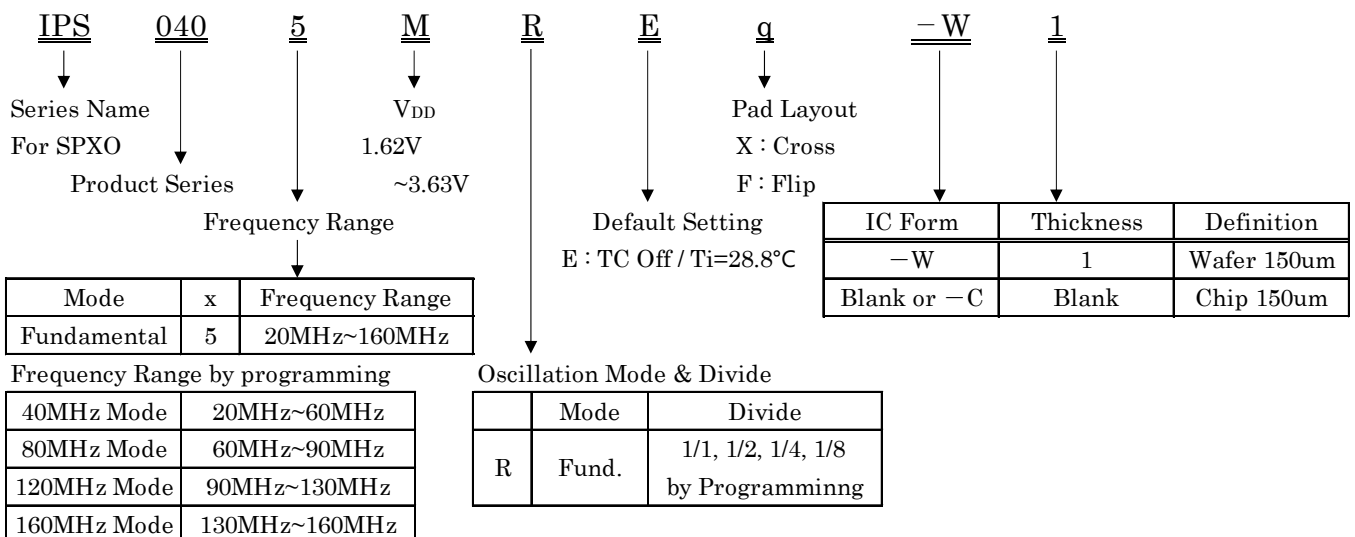 IPS 040 5 M R E q －W 1
Series Name
For SPXO
Product Series
Frequency Range
VDD
1.62V
~3.63V
Pad Layout
X：Cross
F：Flip
Default Setting
E：TC Off / Ti=28.8℃
IC Form Thickness Definition
－W 1 Wafer 150um
Blank or －C Blank Chip 150um
Mode x Frequency Range
Fundamental 5 20MHz~160MHz
Frequency Range by programming
40MHz Mode 20MHz~60MHz
80MHz Mode 60MHz~90MHz
120MHz Mode 90MHz~130MHz
160MHz Mode 130MHz~160MHz
Oscillation Mode & Divide
Mode Divide
R Fund. 1/1, 1/2, 1/4, 1/8
by Programminng